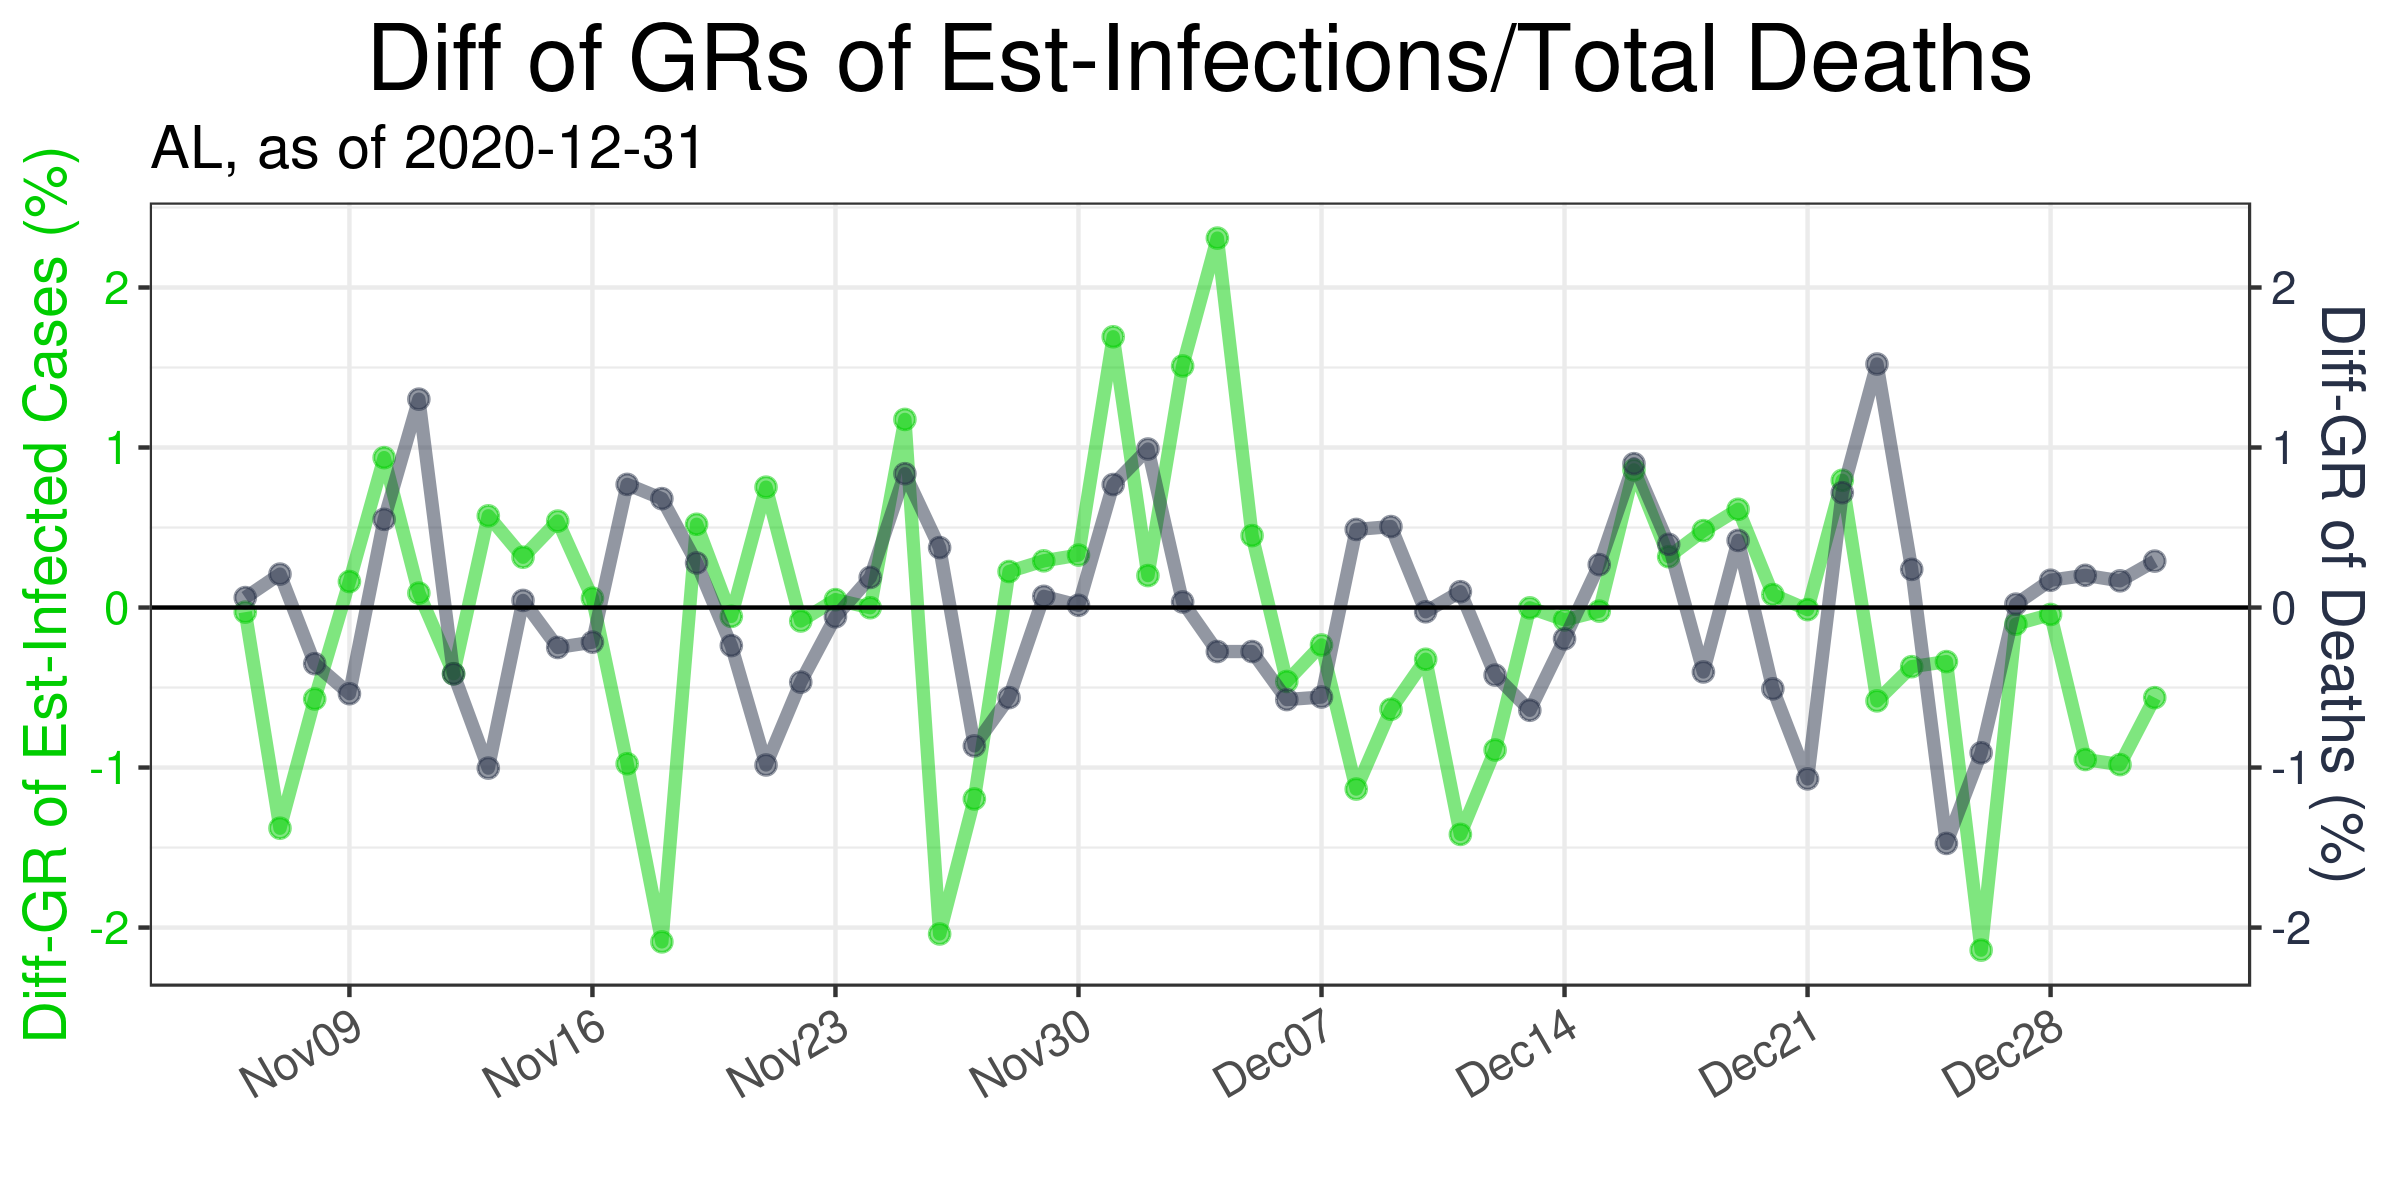 Diff of GRs of Est-Infections/Total Deaths
AL, as of 2020-12-31
Diff-GR of Est-Infected Cases (%)
2
1
0
-1
-2
2
1
0
-1
-2
Diff-GR of Deaths (%)
Nov09
Nov16
Nov23
Nov30
Dec07
Dec14
Dec21
Dec28